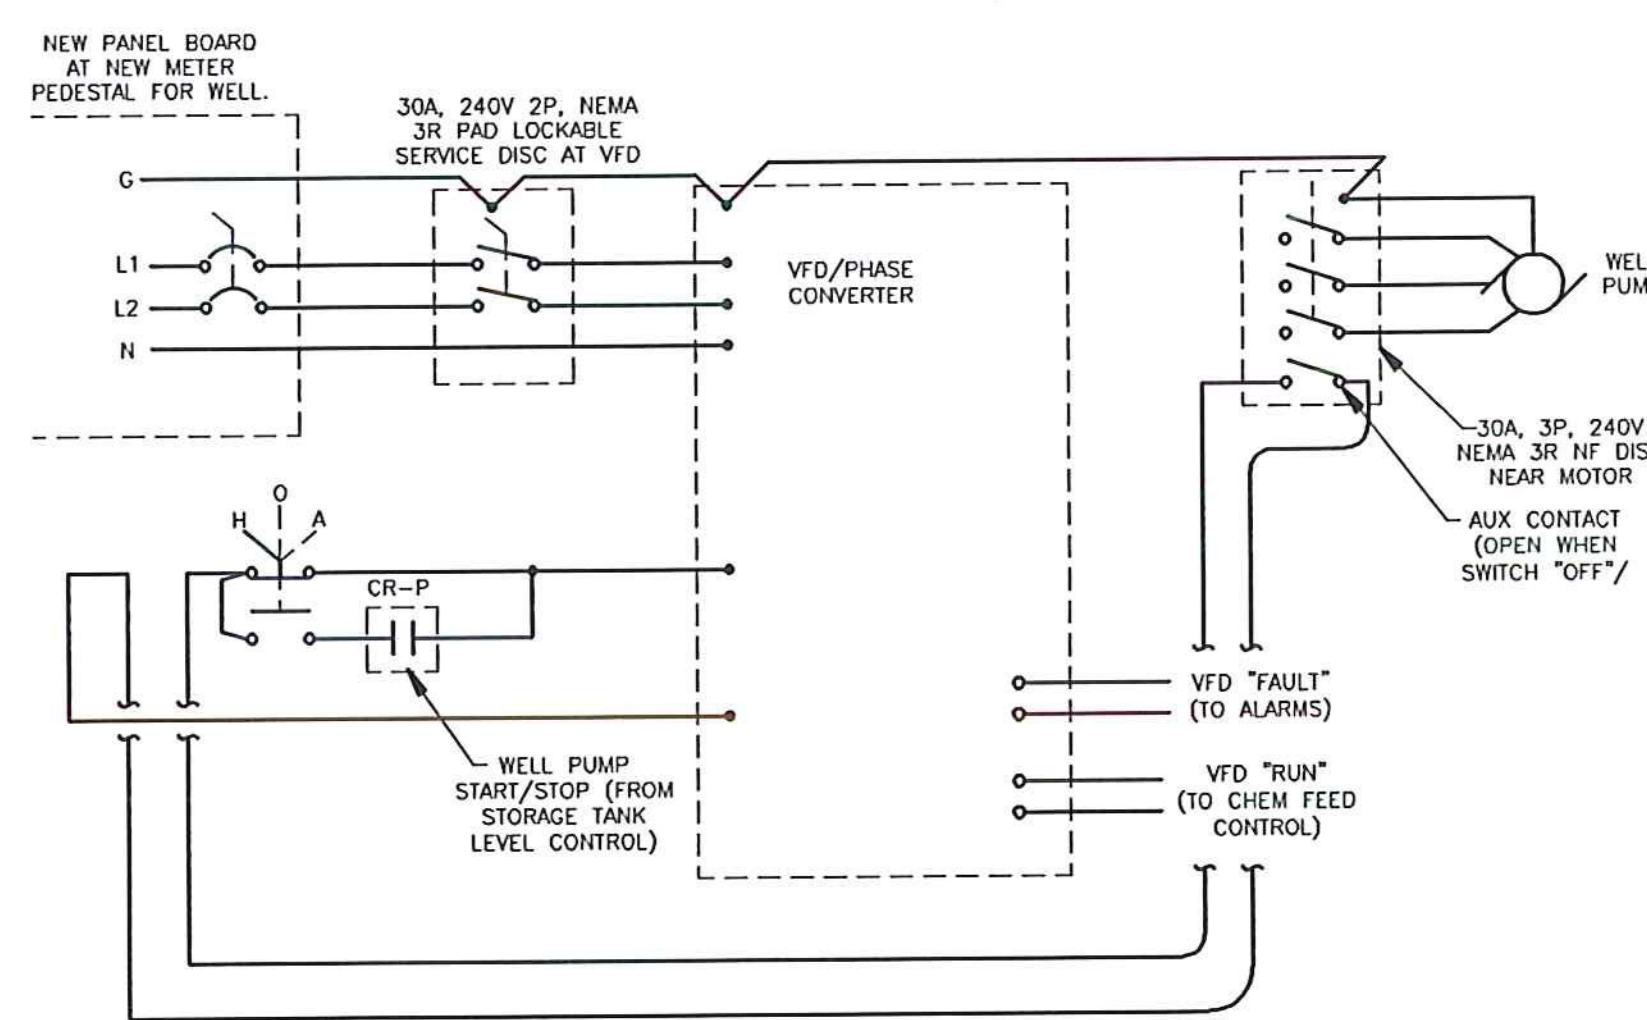 NEW PANEL BOARD
AT NEW METER
PEDESTAL FOR WELL.
30A, 240V 2P, NEMA
3R PAD LOCKABLE
SERVICE DISC AT VFD
G
L1
L2
N
VFD/PHASE
CONVERTER
WEL
PUM
30A, 3P, 240V
NEMA 3R NF DIS
NEAR MOTOR
AUX CONTACT
(OPEN WHEN
SWITCH "OFF"/
O
H A
CR-P
WELL PUMP
START/STOP (FROM
STORAGE TANK
LEVEL CONTROL)
VFD "FAULT"
(TO ALARMS)
VFD "RUN"
(TO CHEM FEED
CONTROL)